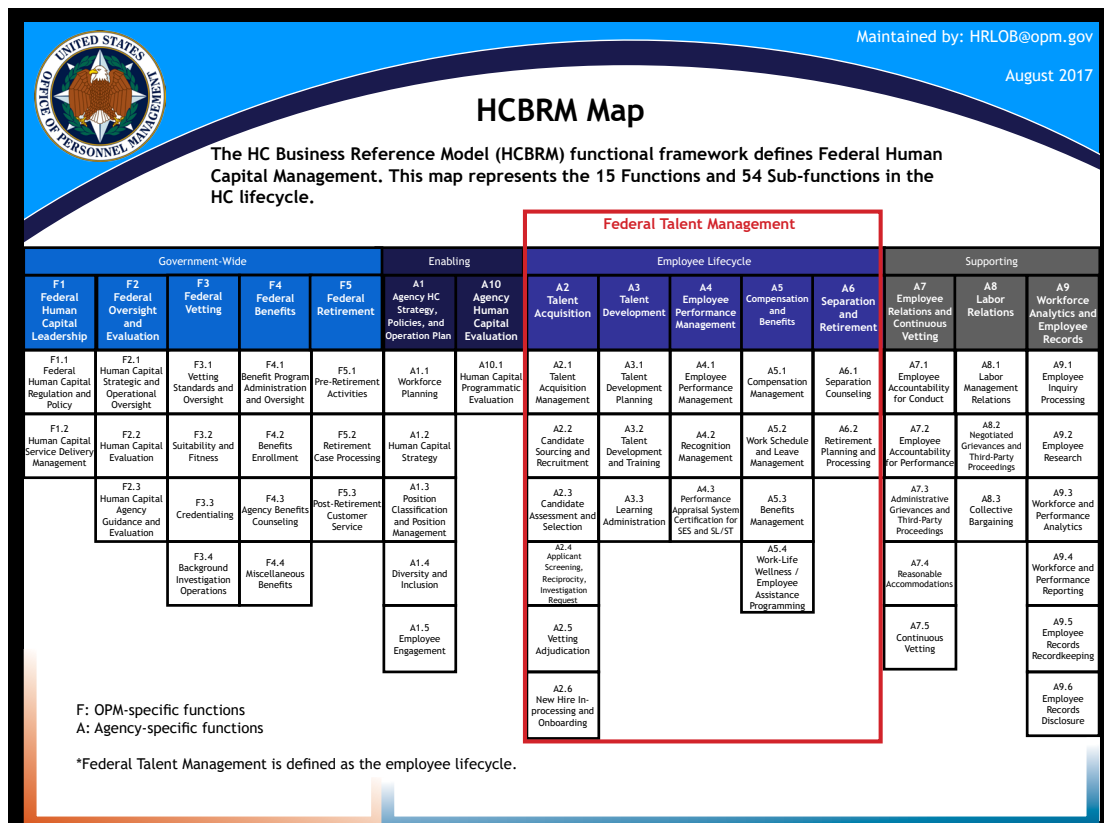 UNITED STATES
OFFICE OF PERSONNEL MANAGEMENT
Maintained by: HRLOB@opm.gov
August 2017
HCBRM Map
The HC Business Reference Model (HCBRM) functional framework defines Federal Human
Capital Management. This map represents the 15 Functions and 54 Sub-functions in the
HC lifecycle.
Federal Talent Management
Government-Wide
Enabling
Employee Lifecycle
Supporting
F1
Federal
Human
Capital
Leadership
F2
Federal
Oversight
and
Evaluation
F3
Federal
Vetting
F4
Federal
Benefits
F5
Federal
Retirement
A1
Agency HC
Strategy,
Policies, and
Operation Plan
A10
Agency
Human
Capital
Evaluation
A2
Talent
Acquisition
A3
Talent
Development
A4
Employee
Performance
Management
A5
Compensation
and
Benefits
A6
Separation
and
Retirement
A7
Employee
Relations and
Continuous
Vetting
A8
Labor
Relations
A9
Workforce
Analytics and
Employee
Records
F1.1
Federal
Human Capital
Regulation and
Policy
F2.1
Human Capital
Strategic and
Operational
Oversight
F3.1
Vetting
Standards and
Oversight
F4.1
Benefit Program
Administration
and Oversight
F5.1
Pre-Retirement
Activities
A1.1
Workforce
Planning
A10.1
Human Capital
Programmatic
Evaluation
A2.1
Talent
Acquisition
Management
A3.1
Talent
Development
Planning
A4.1
Employee
Performance
Management
A5.1
Compensation
Management
A6.1
Separation
Counseling
A7.1
Employee
Accountability
for Conduct
A8.1
Labor
Management
Relations
A9.1
Employee
Inquiry
Processing
F1.2
Human Capital
Service Delivery
Management
F2.2
Human Capital
Evaluation
F3.2
Suitability and
Fitness
F4.2
Benefits
Enrollment
F5.2
Retirement
Case Processing
A1.2
Human Capital
Strategy
A2.2
Candidate
Sourcing and
Recruitment
A3.2
Talent
Development
and Training
A4.2
Recognition
Management
A5.2
Work Schedule
and Leave
Management
A6.2
Retirement
Planning and
Processing
A7.2
Employee
Accountability
for Performance
A8.2
Negotiated
Grievances and
Third-Party
Proceedings
A9.2
Employee
Research
F2.3
Human Capital
Agency
Guidance and
Evaluation
F3.3
Credentialing
F4.3
Agency Benefits
Counseling
F5.3
Post-Retirement
Customer
Service
A1.3
Position
Classification
and Position
Management
A2.3
Candidate
Assessment and
Selection
A3.3
Learning
Administration
A4.3
Performance
Appraisal System
Certification for
SES and SL/ST
A5.3
Benefits
Management
A7.3
Administrative
Grievances and
Third-Party
Proceedings
A8.3
Collective
Bargaining
A9.3
Workforce and
Performance
Analytics
F3.4
Background
Investigation
Operations
F4.4
Miscellaneous
Benefits
A1.4
Diversity and
Inclusion
A2.4
Applicant
Screening,
Reciprocity,
Investigation
Request
A5.4
Work-Life
Wellness /
Employee
Assistance
Programming
A7.4
Reasonable
Accommodations
A9.4
Workforce and
Performance
Reporting
A1.5
Employee
Engagement
A2.5
Vetting
Adjudication
A7.5
Continuous
Vetting
A9.5
Employee
Records
Recordkeeping
A2.6
New Hire In-
processing and
Onboarding
A9.6
Employee
Records
Disclosure
F: OPM-specific functions
A: Agency-specific functions
*Federal Talent Management is defined as the employee lifecycle.